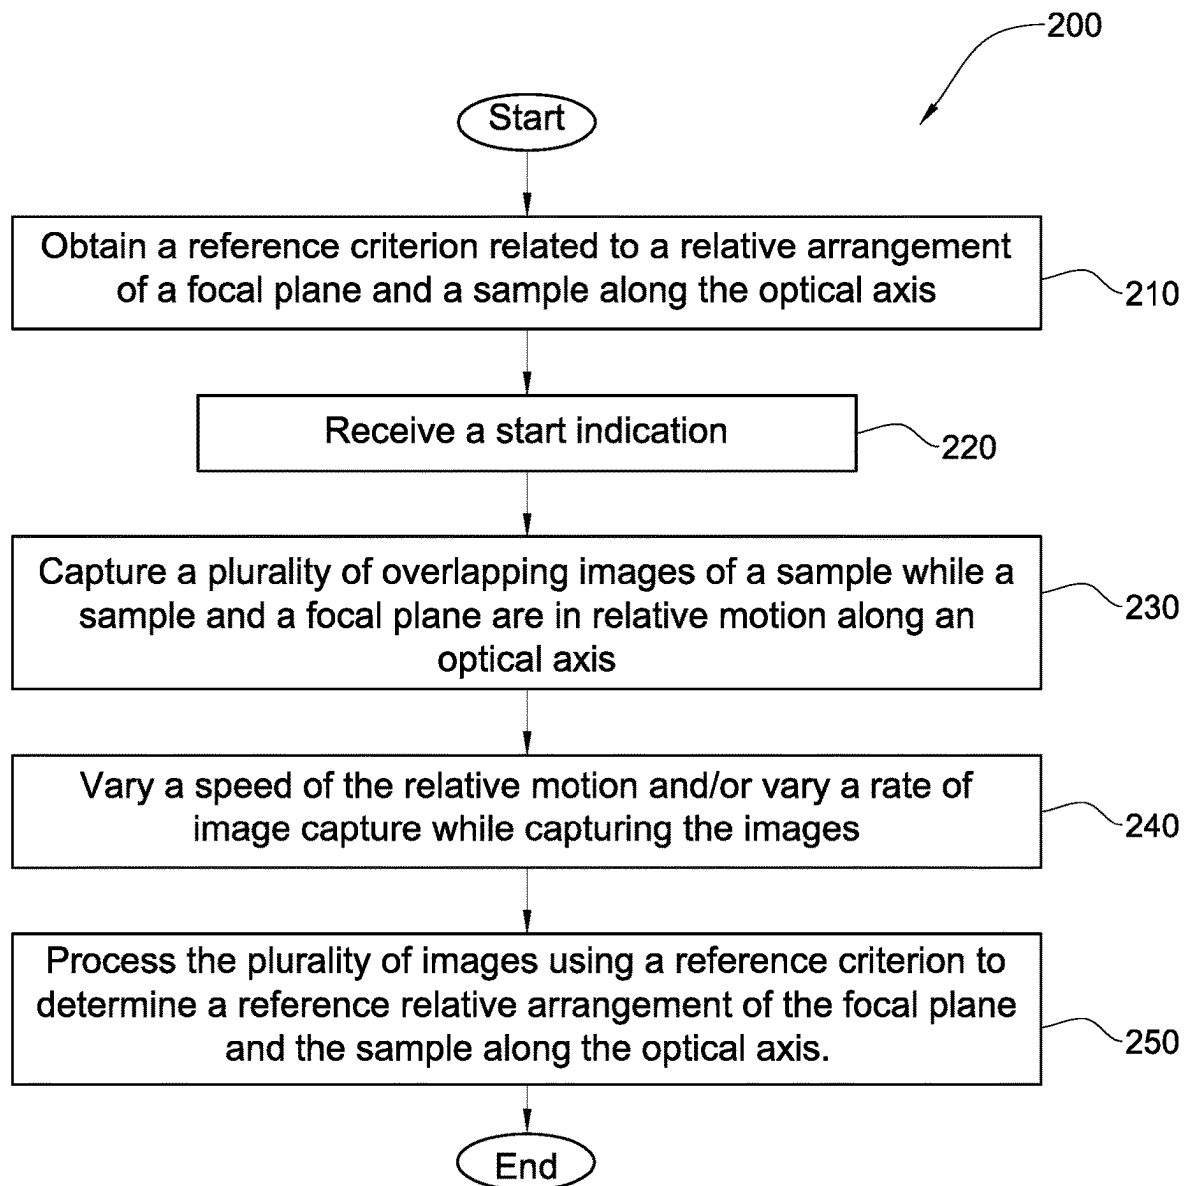 200
Start
Obtain a reference criterion related to a relative arrangement
of a focal plane and a sample along the optical axis
210
Receive a start indication
220
Capture a plurality of overlapping images of a sample while a
sample and a focal plane are in relative motion along an
optical axis
230
Vary a speed of the relative motion and/or vary a rate of
image capture while capturing the images
240
Process the plurality of images using a reference criterion to
determine a reference relative arrangement of the focal plane
and the sample along the optical axis.
250
End